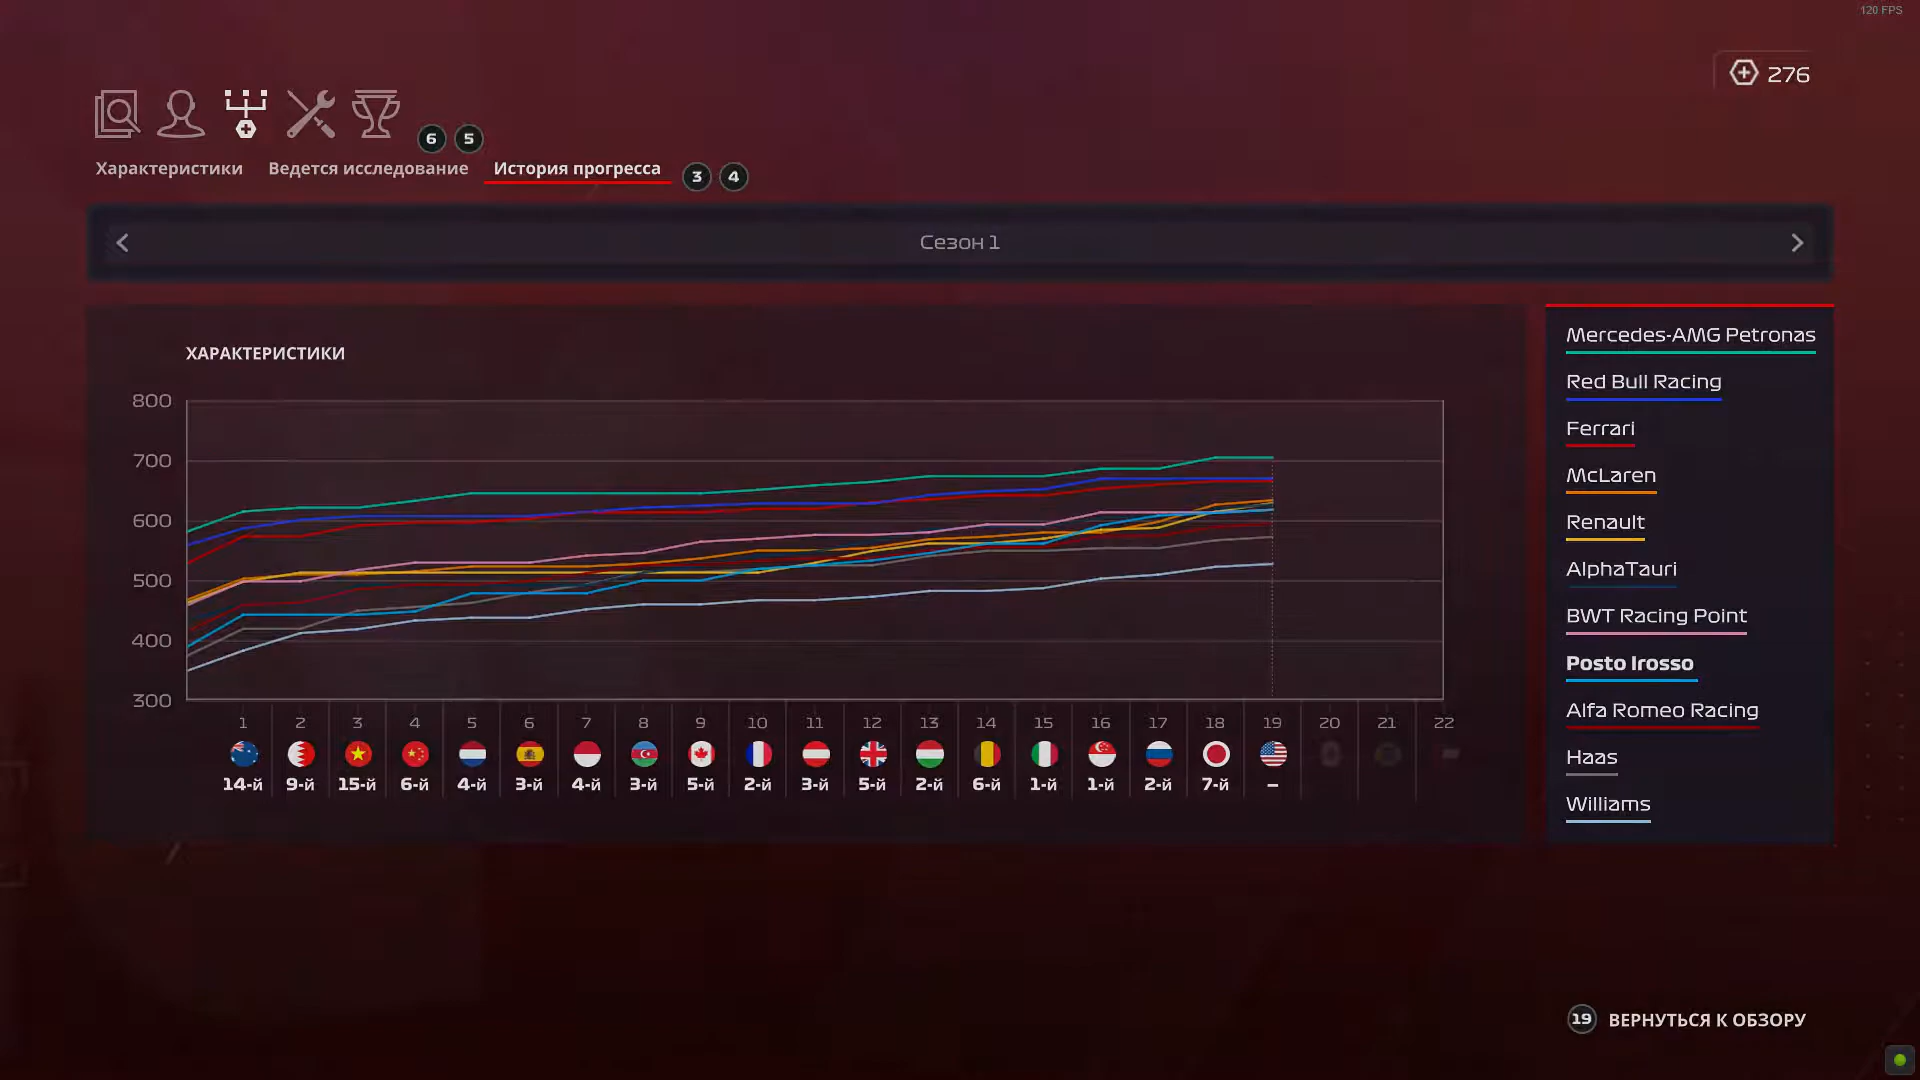 120 FPS
276
6 5
Характеристики Ведется исследование История прогресса 3 4
Сезон 1
ХАРАКТЕРИСТИКИ
800
700
600
500
400
300
1 2 3 4 5 6 7 8 9 10 11 12 13 14 15 16 17 18 19 20 21 22
14-й 9-й 15-й 6-й 4-й 3-й 4-й 3-й 5-й 2-й 3-й 5-й 2-й 6-й 1-й 1-й 2-й 7-й –
Mercedes-AMG Petronas
Red Bull Racing
Ferrari
McLaren
Renault
AlphaTauri
BWT Racing Point
Posto Irosso
Alfa Romeo Racing
Haas
Williams
19 ВЕРНУТЬСЯ К ОБЗОРУ